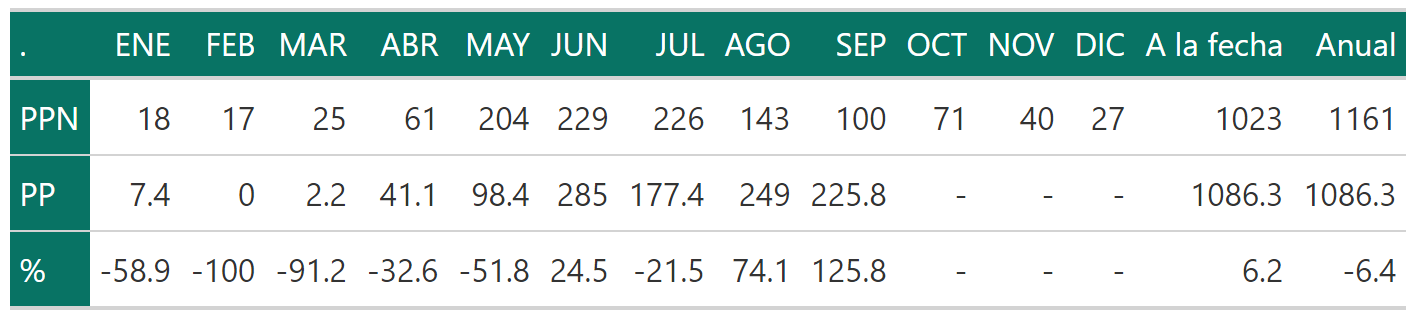 . ENE FEB MAR ABR MAY JUN JUL AGO SEP OCT NOV DIC A la fecha Anual
PPN 18 17 25 61 204 229 226 143 100 71 40 27 1023 1161
PP 7.4 0 2.2 41.1 98.4 285 177.4 249 225.8 - - - 1086.3 1086.3
% -58.9 -100 -91.2 -32.6 -51.8 24.5 -21.5 74.1 125.8 - - - 6.2 -6.4